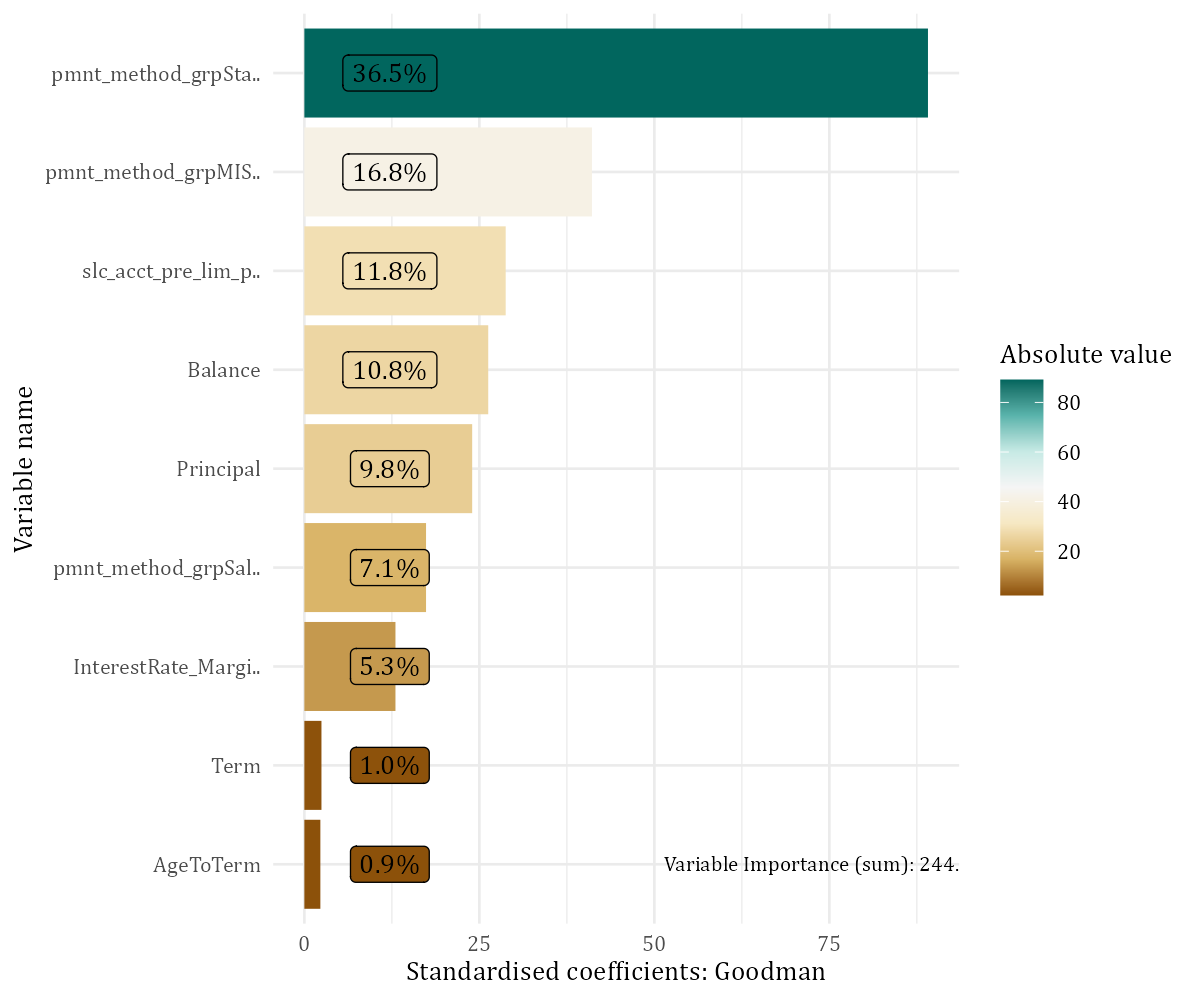 pmnt_method_grpSta..
36.5%
pmnt_method_grpMIS..
16.8%
slc_acct_pre_lim_p..
11.8%
Balance
10.8%
Principal
9.8%
pmnt_method_grpSal..
7.1%
InterestRate_Margi..
5.3%
Term
1.0%
AgeToTerm
0.9%
Variable Importance (sum): 244.
0
25
50
75
Standardised coefficients: Goodman
Variable name
Absolute value
80
60
40
20